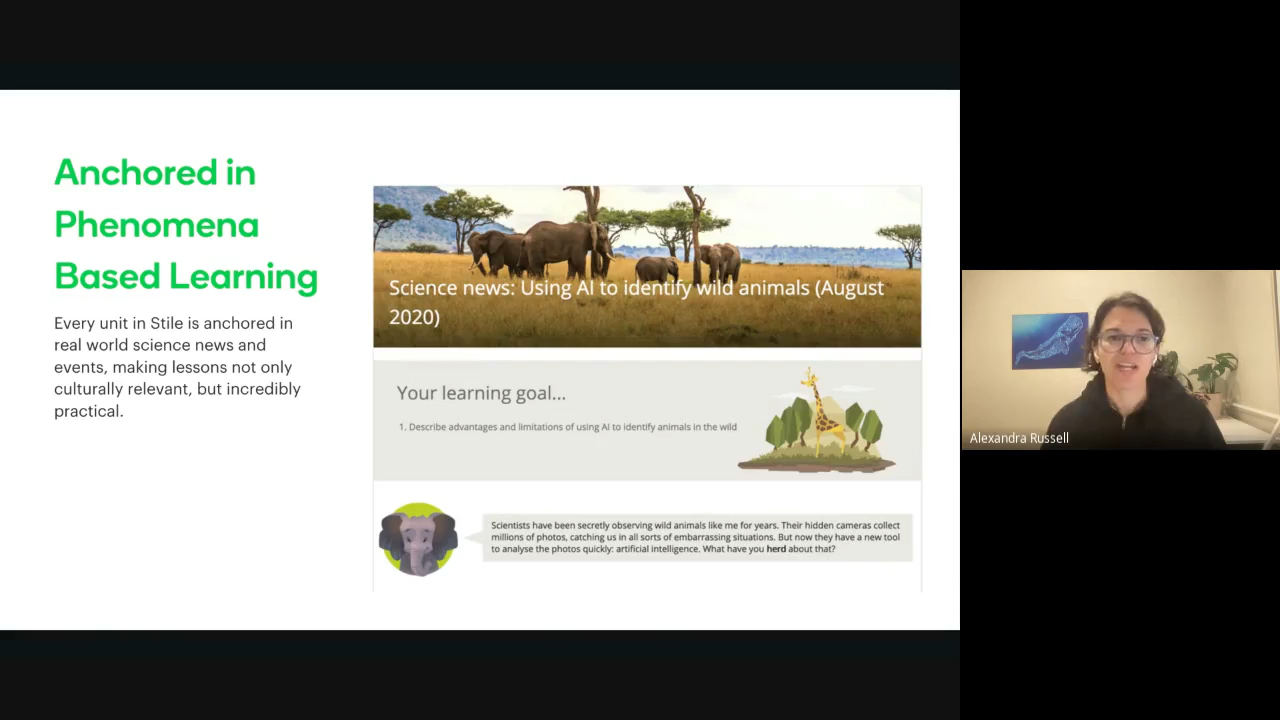 Anchored in
Phenomena
Based Learning
Every unit in Stile is anchored in
real world science news and
events, making lessons not only
culturally relevant, but incredibly
practical.
Science news: Using AI to identify wild animals (August
2020)
Your learning goal...
1. Describe advantages and limitations of using AI to identify animals in the wild
Scientists have been secretly observing wild animals like me for years. Their hidden cameras collect
millions of photos, catching us in all sorts of embarrassing situations. But now they have a new tool
to analyse the photos quickly: artificial intelligence. What have you herd about that?
Alexandra Russell